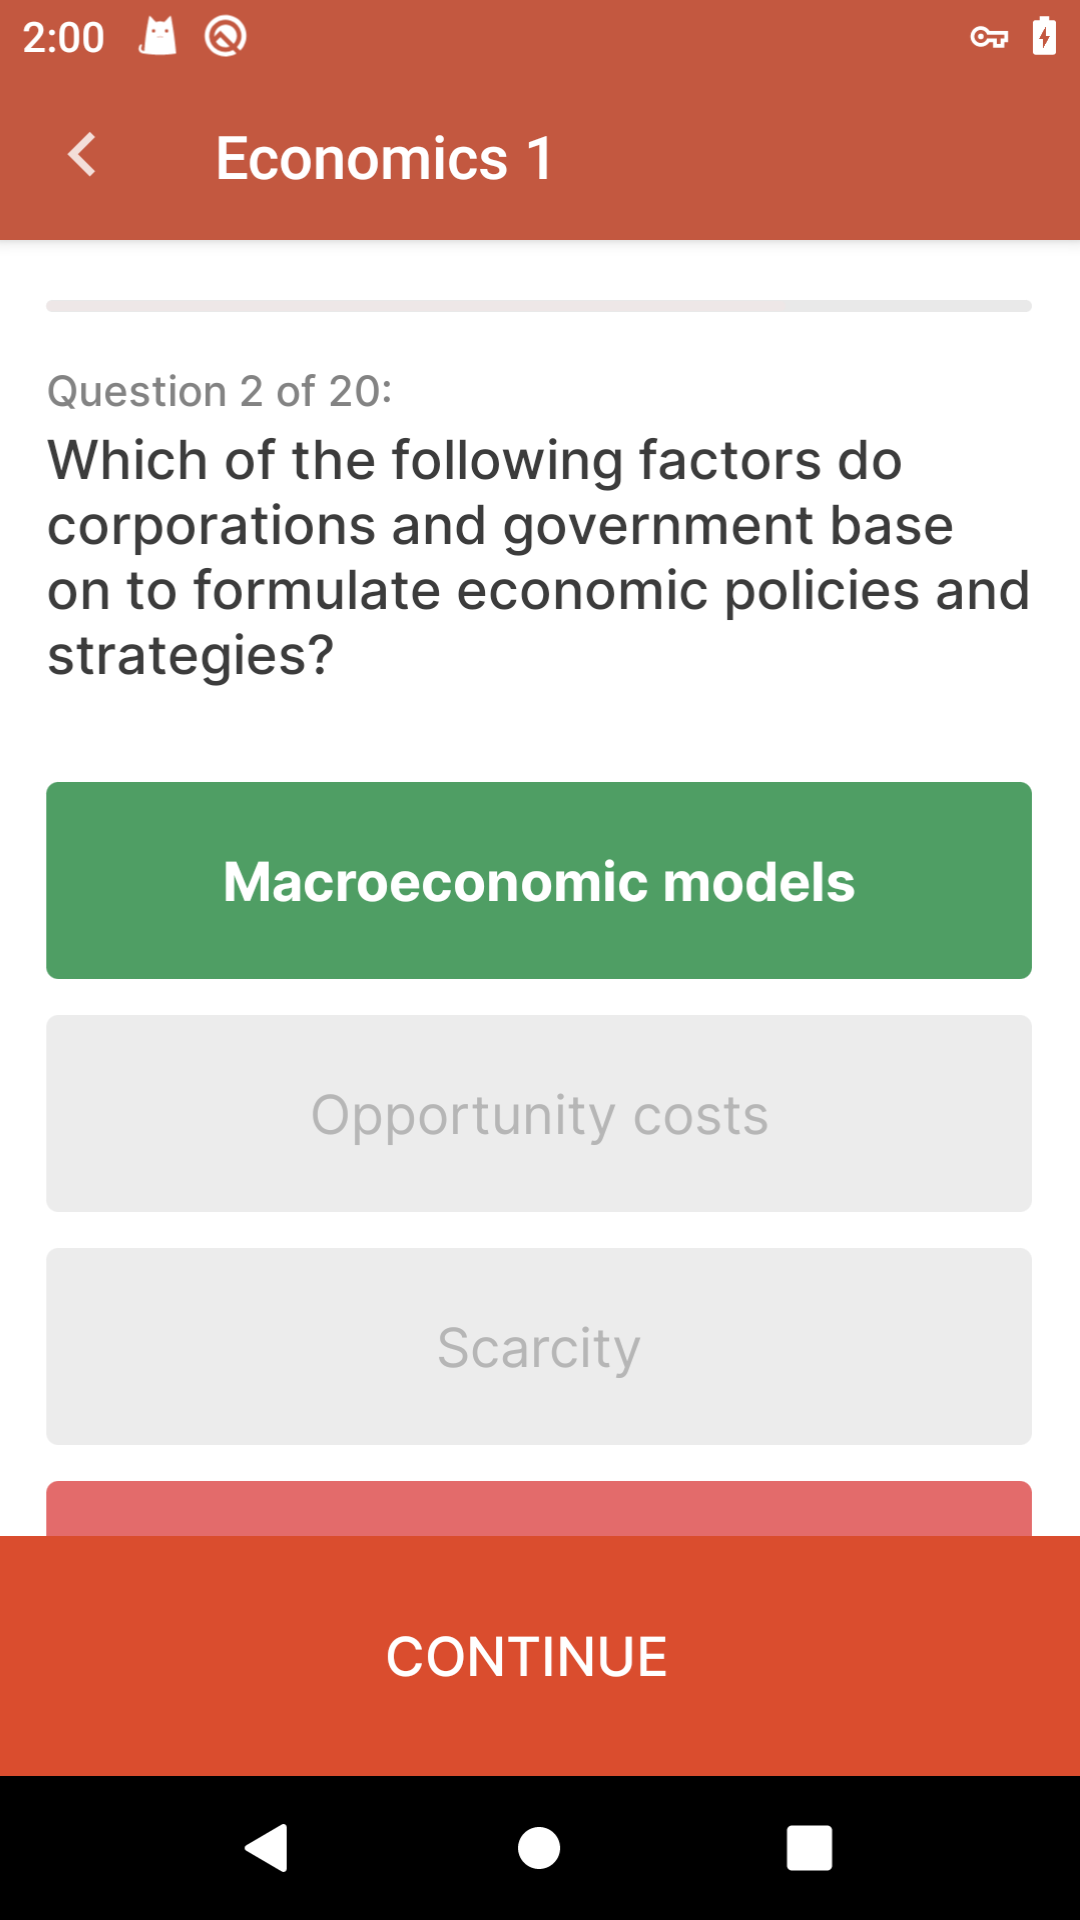 2:00
Economics 1
Question 2 of 20:
Which of the following factors do
corporations and government base
on to formulate economic policies and
strategies?
Macroeconomic models
Opportunity costs
Scarcity
CONTINUE